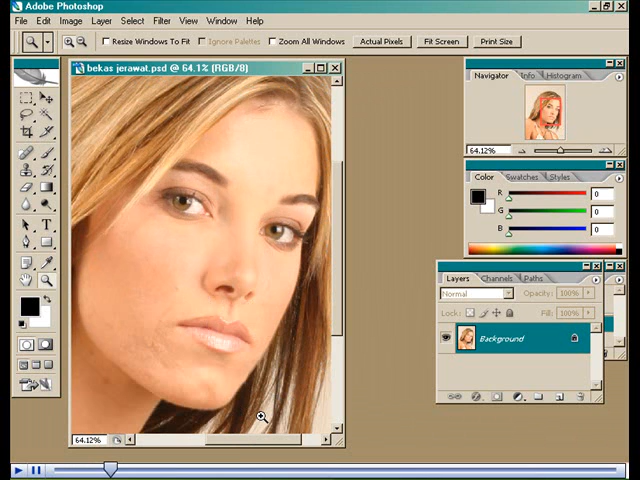 Adobe Photoshop
File Edit Image Layer Select Filter View Window Help
Resize Windows To Fit Ignore Palettes Zoom All Windows Actual Pixels Fit Screen Print Size
bekas jerawat.psd @ 64.1% (RGB/8)
Navigator Info Histogram
64.12%
Color Swatches Styles
R 0
G 0
B 0
Layers Channels Paths
Normal Opacity: 100%
Lock: Fill: 100%
Background
T
64.12%